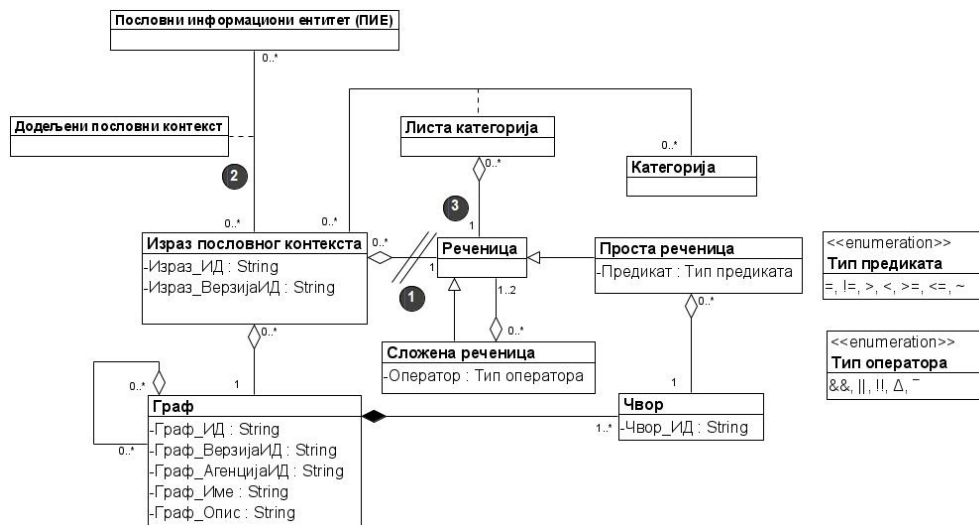 Пословни информациони ентитет (ПИЕ)
0..*
Додељени пословни контекст
Листа категорија
0..*
0..*
Категорија
2
3
0..*
0..*
1
Израз пословног контекста
-Израз_ИД : String
-Израз_ВерзијаИД : String
0..*
1
1
Реченица
Проста реченица
-Предикат : Тип предиката
<<enumeration>>
Тип предиката
=, !=, >, <, >=, <=, ~
1..2
0..*
0..*
0..*
Сложена реченица
-Оператор : Тип оператора
<<enumeration>>
Тип оператора
&&, ||, !!, Δ, ¯
0..*
1
1
Граф
-Граф_ИД : String
-Граф_ВерзијаИД : String
-Граф_АгенцијаИД : String
-Граф_Име : String
-Граф_Опис : String
0..*
1..*
Чвор
-Чвор_ИД : String